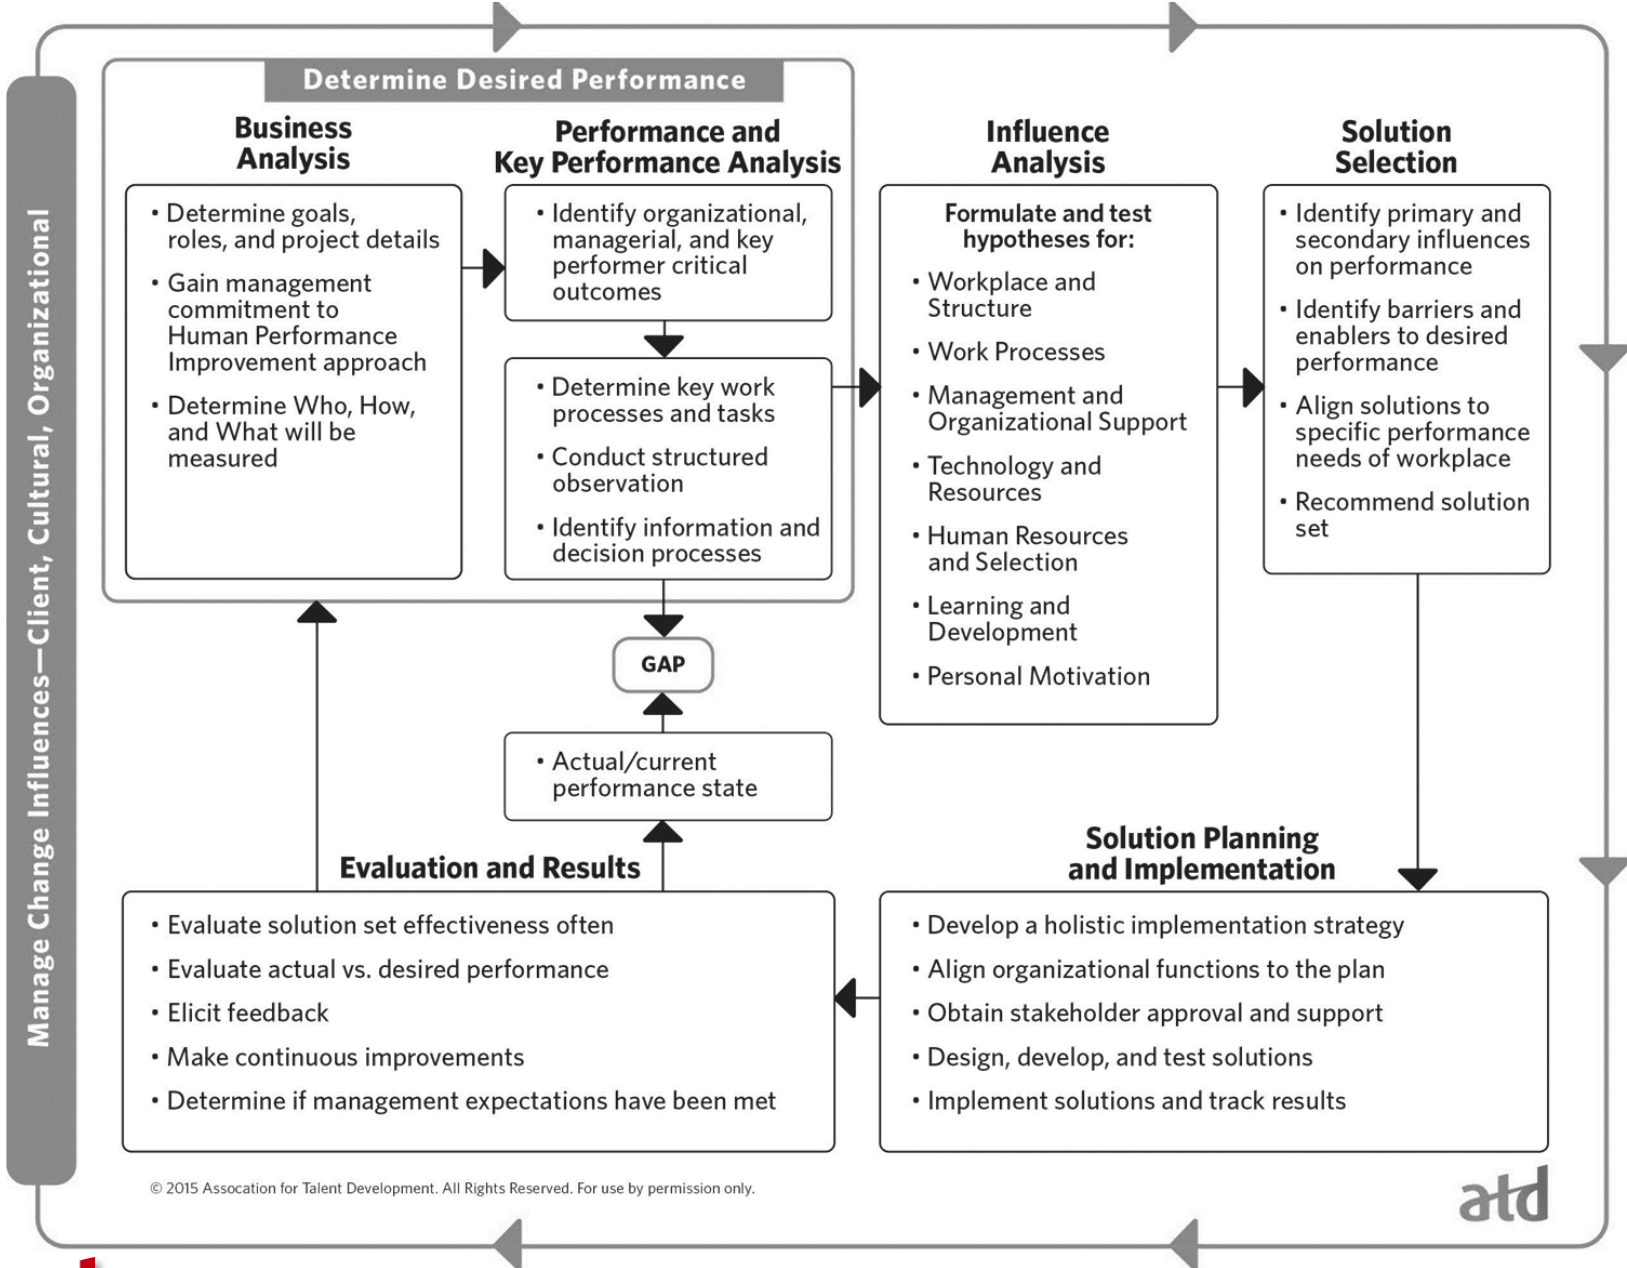 Manage Change Influences—Client, Cultural, Organizational
Determine Desired Performance
Business
Analysis
• Determine goals,
roles, and project details
• Gain management
commitment to
Human Performance
Improvement approach
• Determine Who, How,
and What will be
measured
Performance and
Key Performance Analysis
• Identify organizational,
managerial, and key
performer critical
outcomes
• Determine key work
processes and tasks
• Conduct structured
observation
• Identify information and
decision processes
GAP
• Actual/current
performance state
Influence
Analysis
Formulate and test
hypotheses for:
• Workplace and
Structure
• Work Processes
• Management and
Organizational Support
• Technology and
Resources
• Human Resources
and Selection
• Learning and
Development
• Personal Motivation
Solution
Selection
• Identify primary and
secondary influences
on performance
• Identify barriers and
enablers to desired
performance
• Align solutions to
specific performance
needs of workplace
• Recommend solution
set
Solution Planning
and Implementation
• Develop a holistic implementation strategy
• Align organizational functions to the plan
• Obtain stakeholder approval and support
• Design, develop, and test solutions
• Implement solutions and track results
Evaluation and Results
• Evaluate solution set effectiveness often
• Evaluate actual vs. desired performance
• Elicit feedback
• Make continuous improvements
• Determine if management expectations have been met
© 2015 Assocation for Talent Development. All Rights Reserved. For use by permission only.
atd